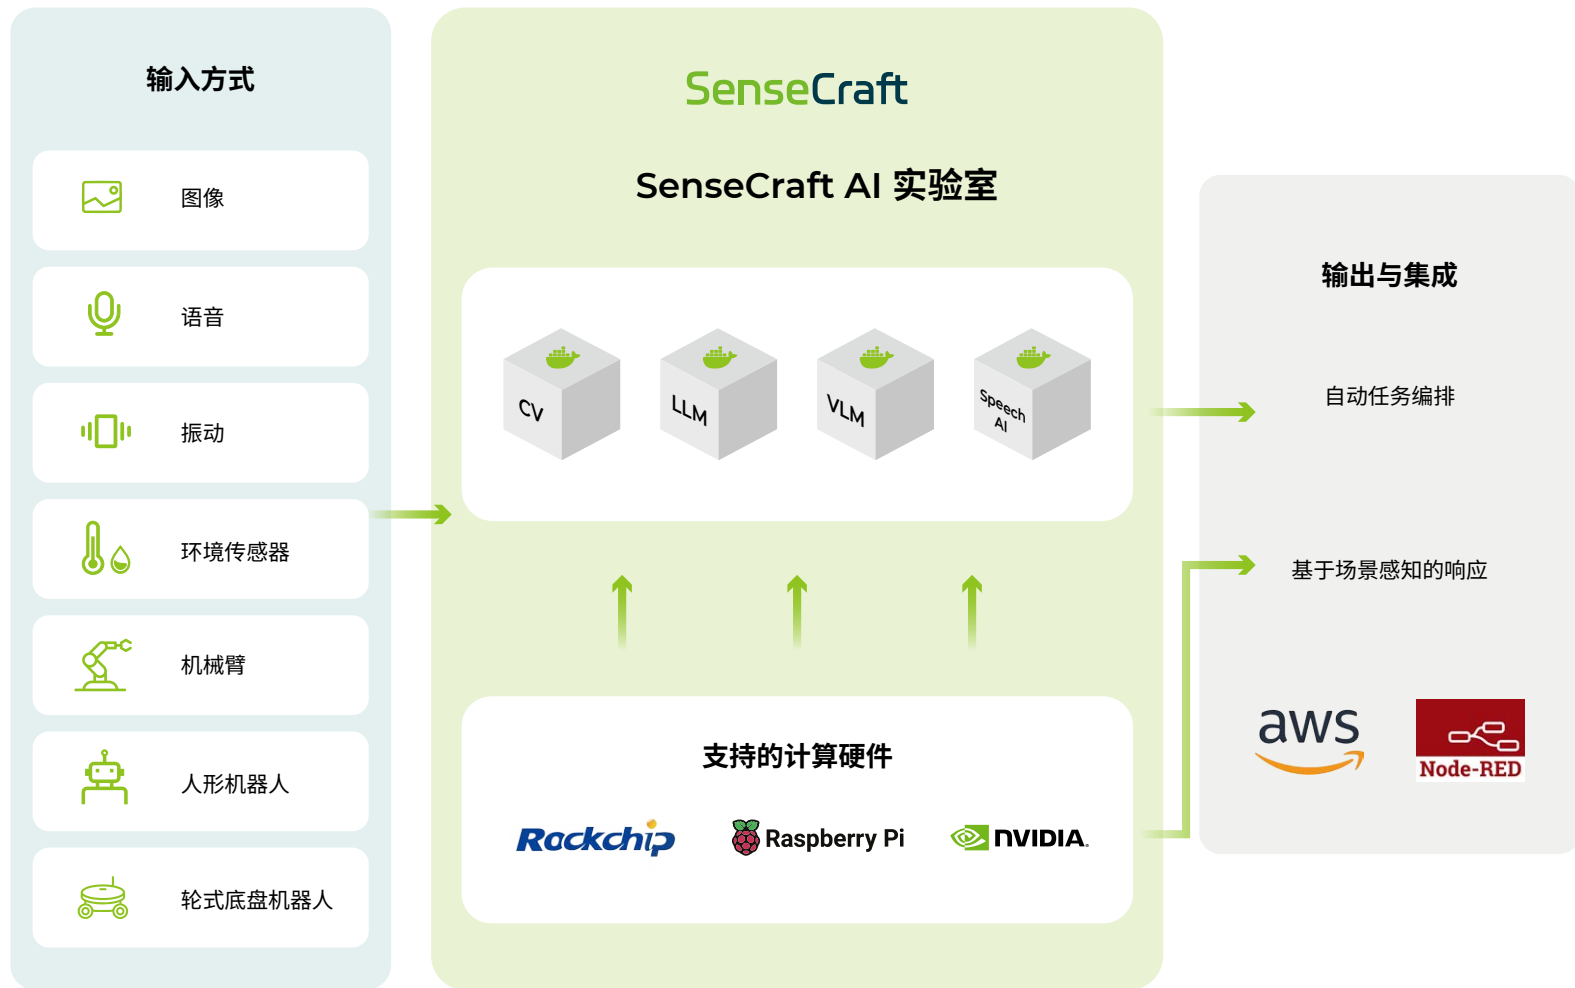 输入方式
图像
语音
振动
环境传感器
机械臂
人形机器人
轮式底盘机器人
SenseCraft
SenseCraft AI 实验室
CV
LLM
VLM
Speech
AI
支持的计算硬件
Rockchip
Raspberry Pi
NVIDIA
输出与集成
自动任务编排
基于场景感知的响应
aws
Node-RED